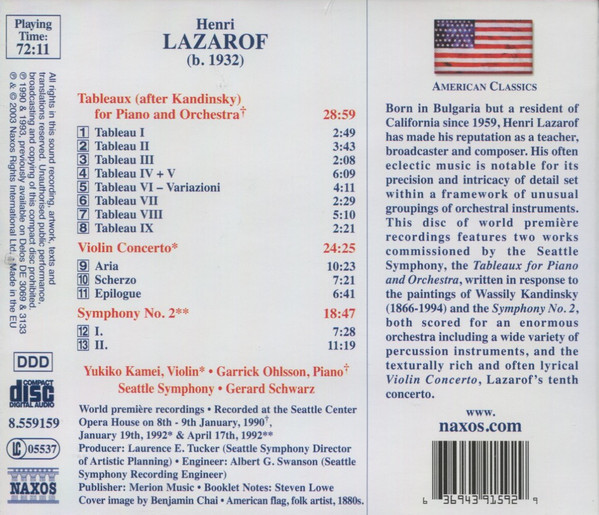 Playing
Time:
72:11
Henri
LAZAROF
(b. 1932)
All rights in this sound recording, artwork, texts and
translations reserved. Unauthorised public performance,
broadcasting and copying of this compact disc prohibited.
℗ 1990 & 1993, previously available on Delos DE 3069 & 3133
℗ & © 2003 Naxos Rights International Ltd. • Made in the EU
Tableaux (after Kandinsky)
for Piano and Orchestra† 28:59
1 Tableau I 2:49
2 Tableau II 3:43
3 Tableau III 2:08
4 Tableau IV + V 6:09
5 Tableau VI – Variazioni 4:11
6 Tableau VII 2:29
7 Tableau VIII 5:10
8 Tableau IX 2:21
Violin Concerto* 24:25
9 Aria 10:23
10 Scherzo 7:21
11 Epilogue 6:41
Symphony No. 2** 18:47
12 I. 7:28
13 II. 11:19
Yukiko Kamei, Violin* • Garrick Ohlsson, Piano†
Seattle Symphony • Gerard Schwarz
World première recordings • Recorded at the Seattle Center
Opera House on 8th - 9th January, 1990†,
January 19th, 1992* & April 17th, 1992**
Producer: Laurence E. Tucker (Seattle Symphony Director
of Artistic Planning) • Engineer: Albert G. Swanson (Seattle
Symphony Recording Engineer)
Publisher: Merion Music • Booklet Notes: Steven Lowe
Cover image by Benjamin Chai • American flag, folk artist, 1880s.
DDD
COMPACT
disc
DIGITAL AUDIO
8.559159
LC 05537
NAXOS
AMERICAN CLASSICS
Born in Bulgaria but a resident of
California since 1959, Henri Lazarof
has made his reputation as a teacher,
broadcaster and composer. His often
eclectic music is notable for its
precision and intricacy of detail set
within a framework of unusual
groupings of orchestral instruments.
This disc of world première
recordings features two works
commissioned by the Seattle
Symphony, the Tableaux for Piano
and Orchestra, written in response to
the paintings of Wassily Kandinsky
(1866-1994) and the Symphony No. 2,
both scored for an enormous
orchestra including a wide variety of
percussion instruments, and the
texturally rich and often lyrical
Violin Concerto, Lazarof's tenth
concerto.
www.
naxos.com
6 36943 91592 9